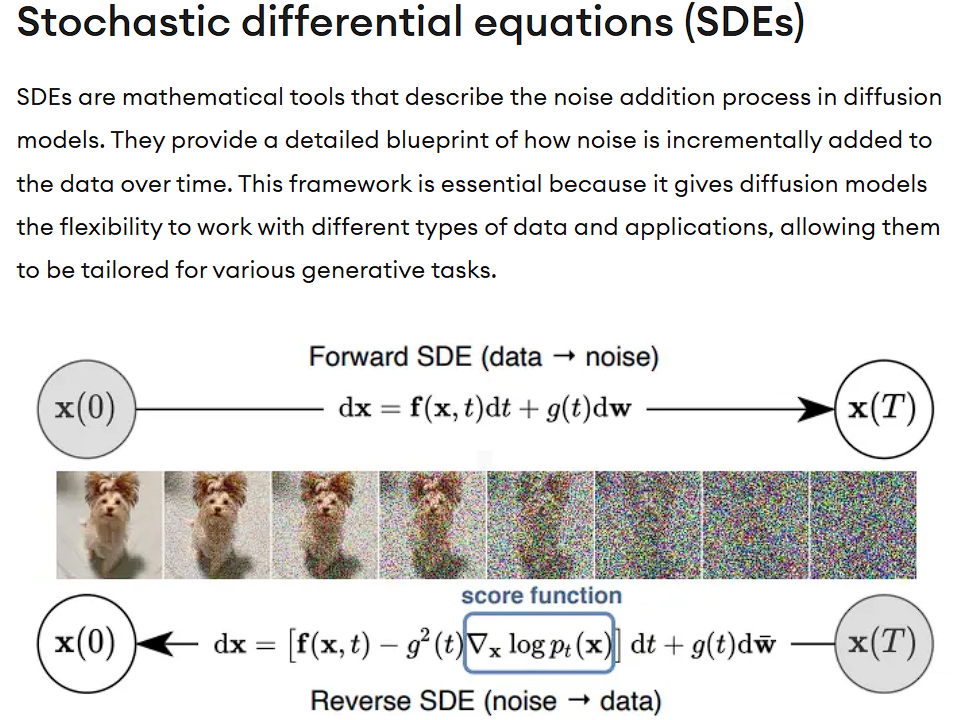 Stochastic differential equations (SDEs)
SDEs are mathematical tools that describe the noise addition process in diffusion
models. They provide a detailed blueprint of how noise is incrementally added to
the data over time. This framework is essential because it gives diffusion models
the flexibility to work with different types of data and applications, allowing them
to be tailored for various generative tasks.
Forward SDE (data → noise)
x(0) dx = f(x, t)dt + g(t)dw x(T)
score function
x(0) dx = [f(x, t) − g²(t)∇ₓ log pₜ(x)] dt + g(t)dw̄ x(T)
Reverse SDE (noise → data)